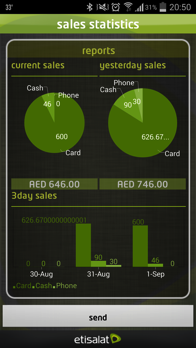 33° 31% 20:50
sales statistics
reports
current sales yesterday sales
Cash Phone
46 0
600
Card
Phone
Cash 30
90
626.67...
Card
AED 646.00 AED 746.00
3day sales
626.670000000001 600
0 0 0 90 30 46 0
30-Aug 31-Aug 1-Sep
Card Cash Phone
send
etisalat